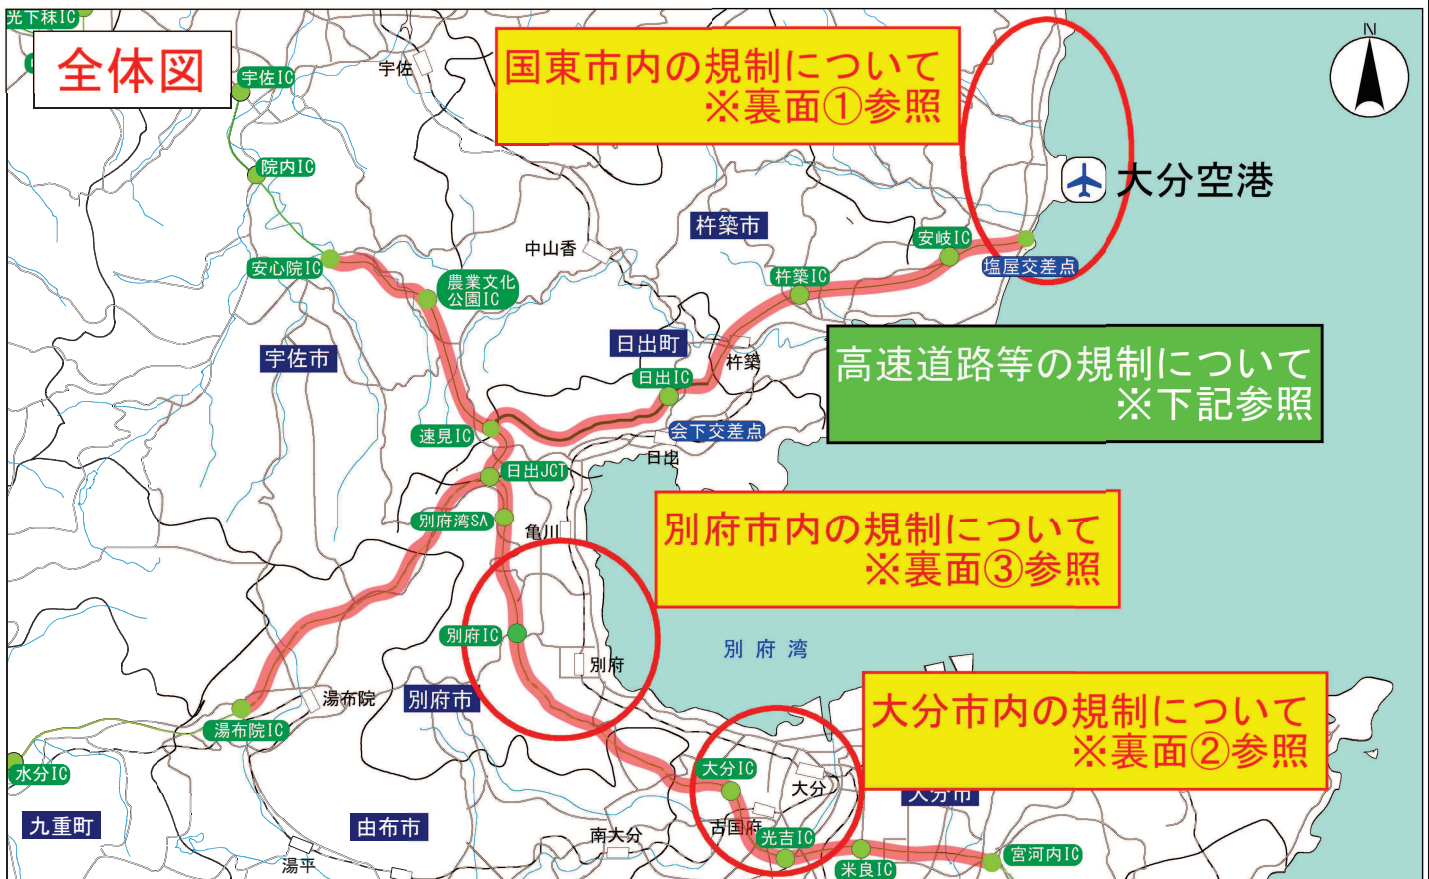 光下秣IC
全体図
宇佐IC
宇佐
国東市内の規制について
※裏面①参照
N
院内IC
大分空港
杵築市
安岐IC
中山香
安心院IC
塩屋交差点
農業文化
公園IC
杵築IC
宇佐市
日出町
杵築
高速道路等の規制について
※下記参照
日出IC
速見IC
会下交差点
日出
日出JCT
別府湾SA
亀川
別府市内の規制について
※裏面③参照
別府IC
別府湾
別府
湯布院
別府市
湯布院IC
大分市内の規制について
※裏面②参照
水分IC
大分IC
大分
大分市
九重町
由布市
南大分
古国府
光吉IC
米良IC
宮河内IC
湯平